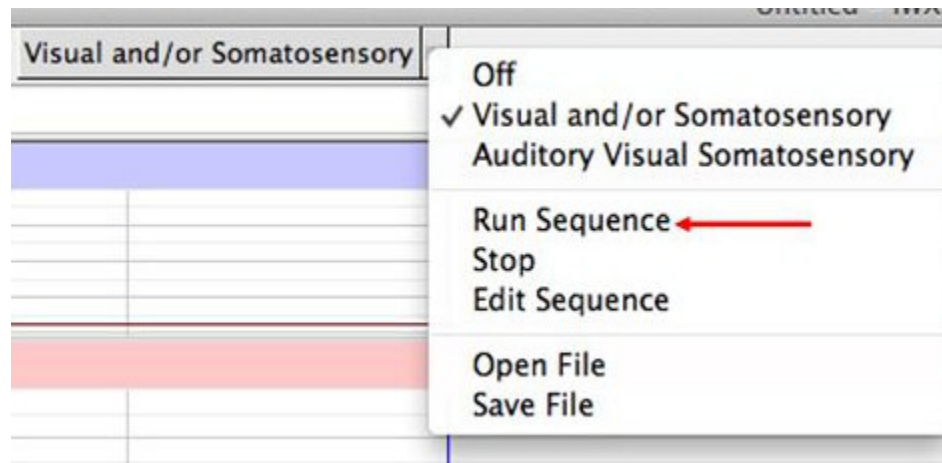 Visual and/or Somatosensory
Off
✓ Visual and/or Somatosensory
Auditory Visual Somatosensory
Run Sequence
Stop
Edit Sequence
Open File
Save File